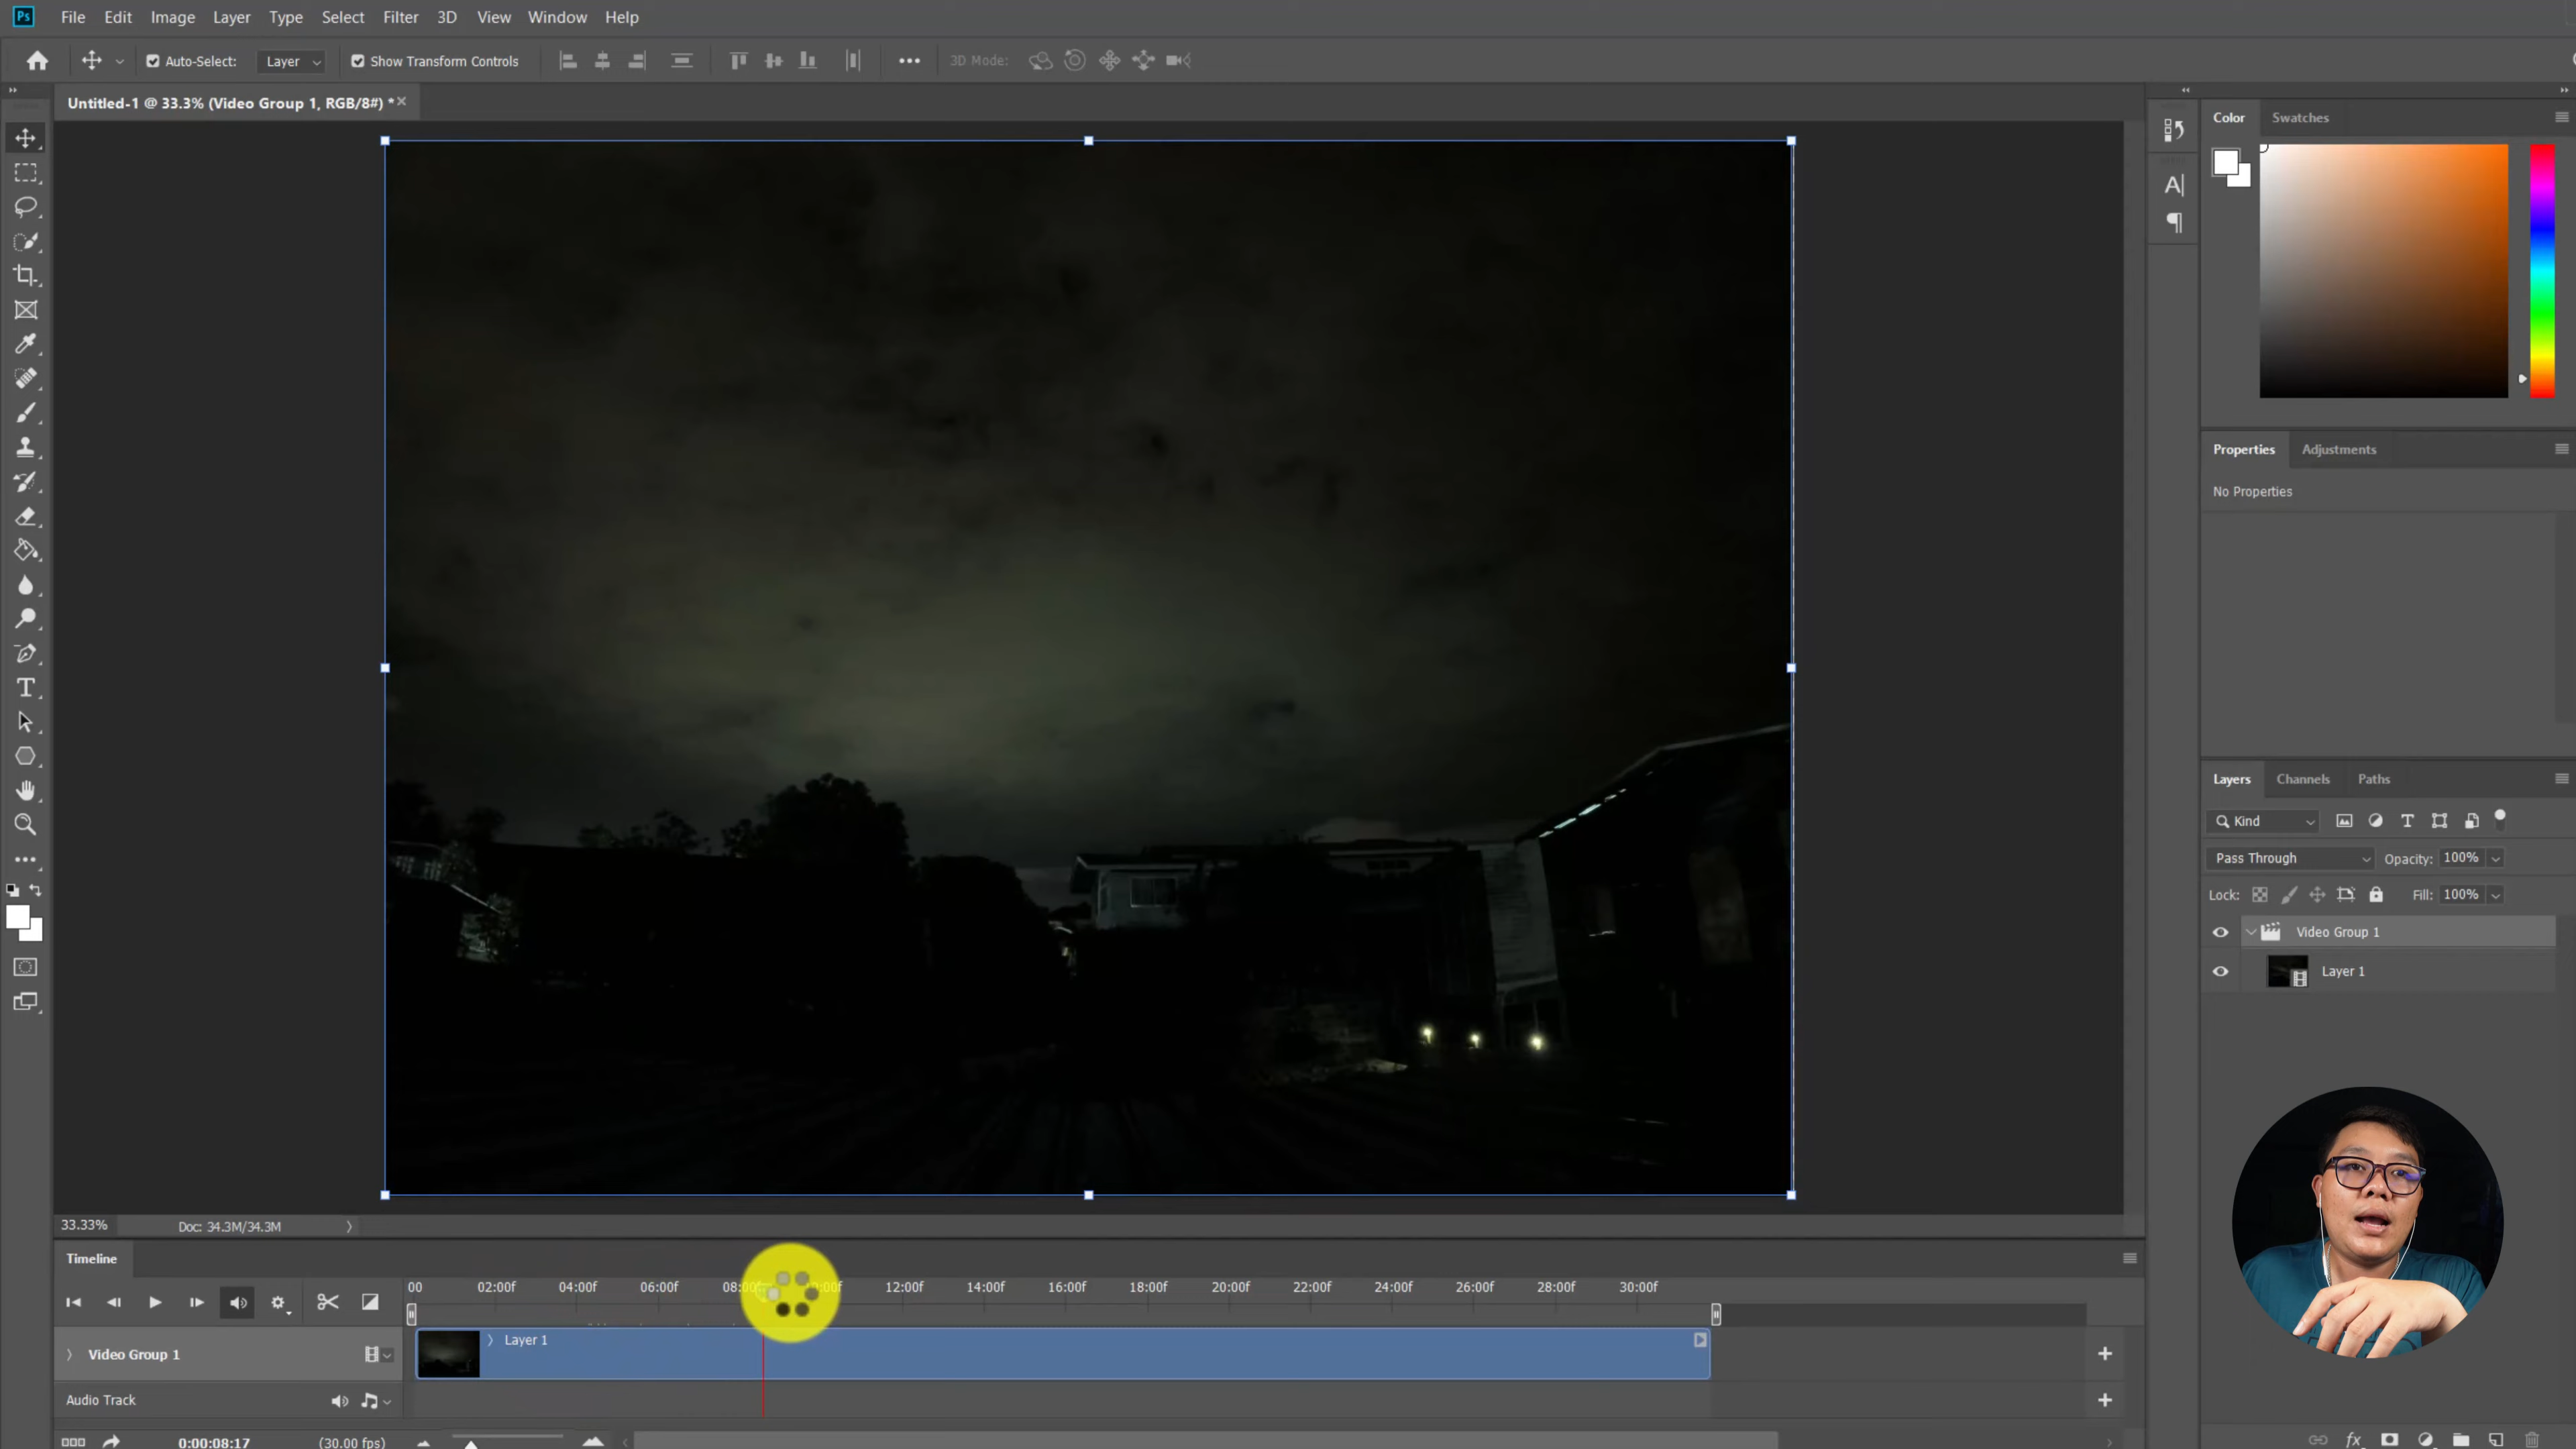 Ps File Edit Image Layer Type Select Filter 3D View Window Help
Auto-Select: Layer Show Transform Controls 3D Mode:
Untitled-1 @ 33.3% (Video Group 1, RGB/8#) *
Color Swatches
Properties Adjustments
No Properties
Layers Channels Paths
Kind
Pass Through Opacity: 100%
Lock: Fill: 100%
Video Group 1
Layer 1
33.33% Doc: 34.3M/34.3M
Timeline
00 02:00f 04:00f 06:00f 12:00f 14:00f 16:00f 18:00f 20:00f 22:00f 24:00f 26:00f 28:00f 30:00f
Layer 1
Video Group 1
Audio Track
0:00:08:17 (30.00 fps)